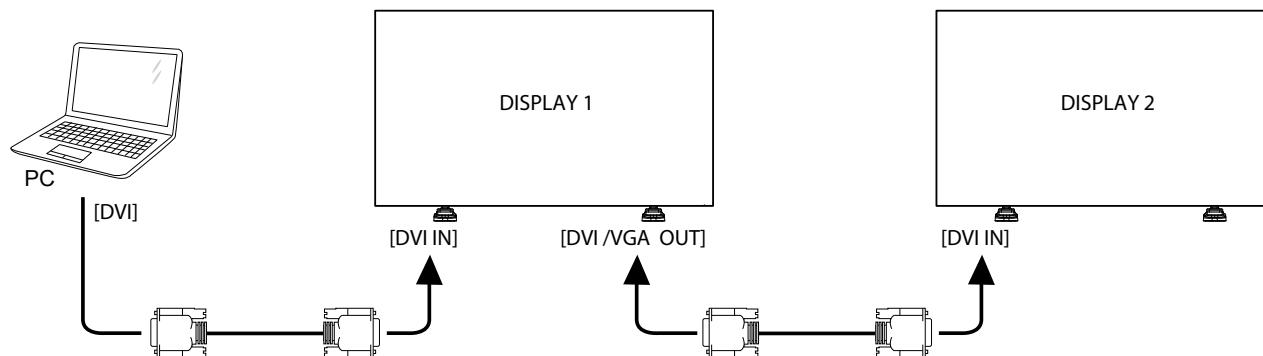 DISPLAY 1
DISPLAY 2
PC
[DVI]
[DVI IN]
[DVI /VGA OUT]
[DVI IN]